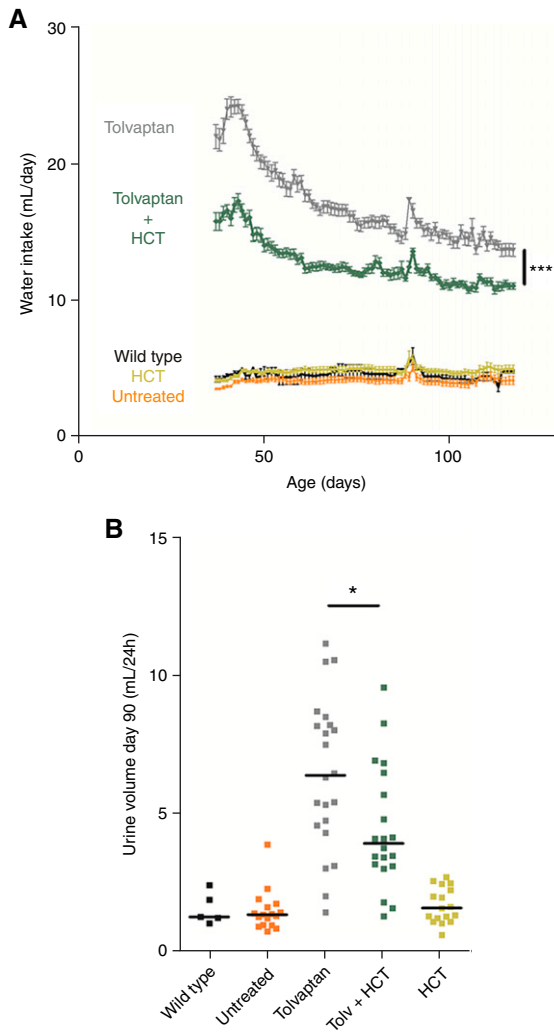 A
30
20
10
0
Water intake (mL/day)
Tolvaptan
Tolvaptan
+
HCT
Wild type
HCT
Untreated
***
0
50
100
Age (days)
B
15
10
5
0
Urine volume day 90 (mL/24h)
*
Wild type
Untreated
Tolvaptan
Tolv + HCT
HCT